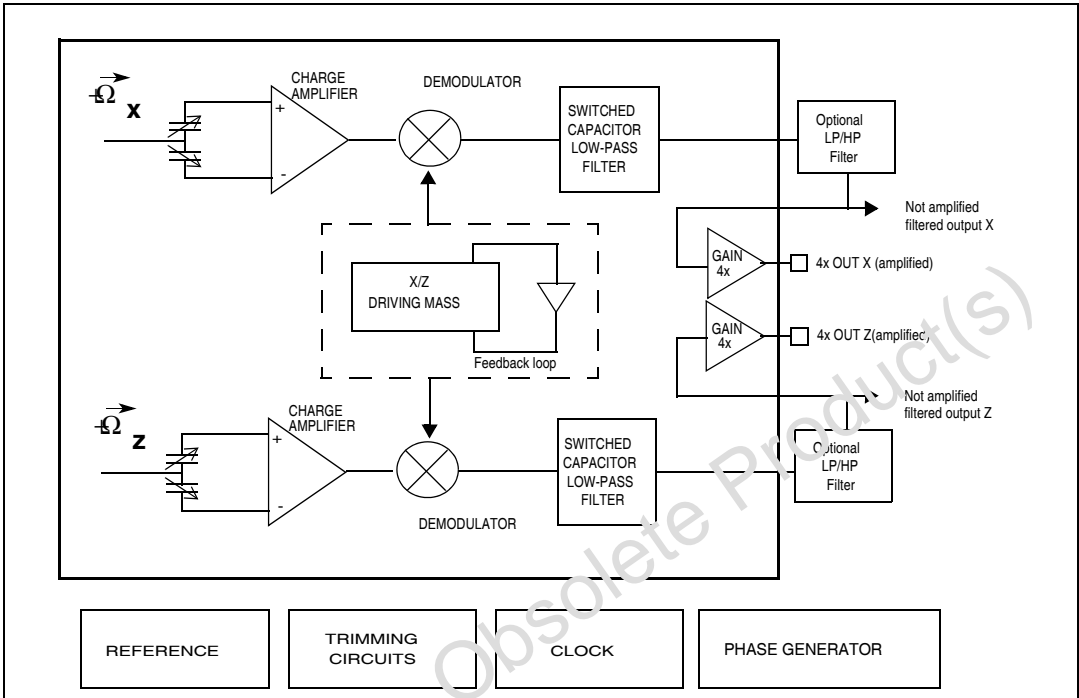 +Ω x
CHARGE
AMPLIFIER
+
-
DEMODULATOR
SWITCHED
CAPACITOR
LOW-PASS
FILTER
Optional
LP/HP
Filter
Not amplified
filtered output X
GAIN
4x
4x OUT X (amplified)
X/Z
DRIVING MASS
Feedback loop
GAIN
4x
4x OUT Z(amplified)
Not amplified
filtered output Z
+Ω z
CHARGE
AMPLIFIER
+
-
DEMODULATOR
SWITCHED
CAPACITOR
LOW-PASS
FILTER
Optional
LP/HP
Filter
REFERENCE
TRIMMING
CIRCUITS
CLOCK
PHASE GENERATOR
Obsolete Product(s)